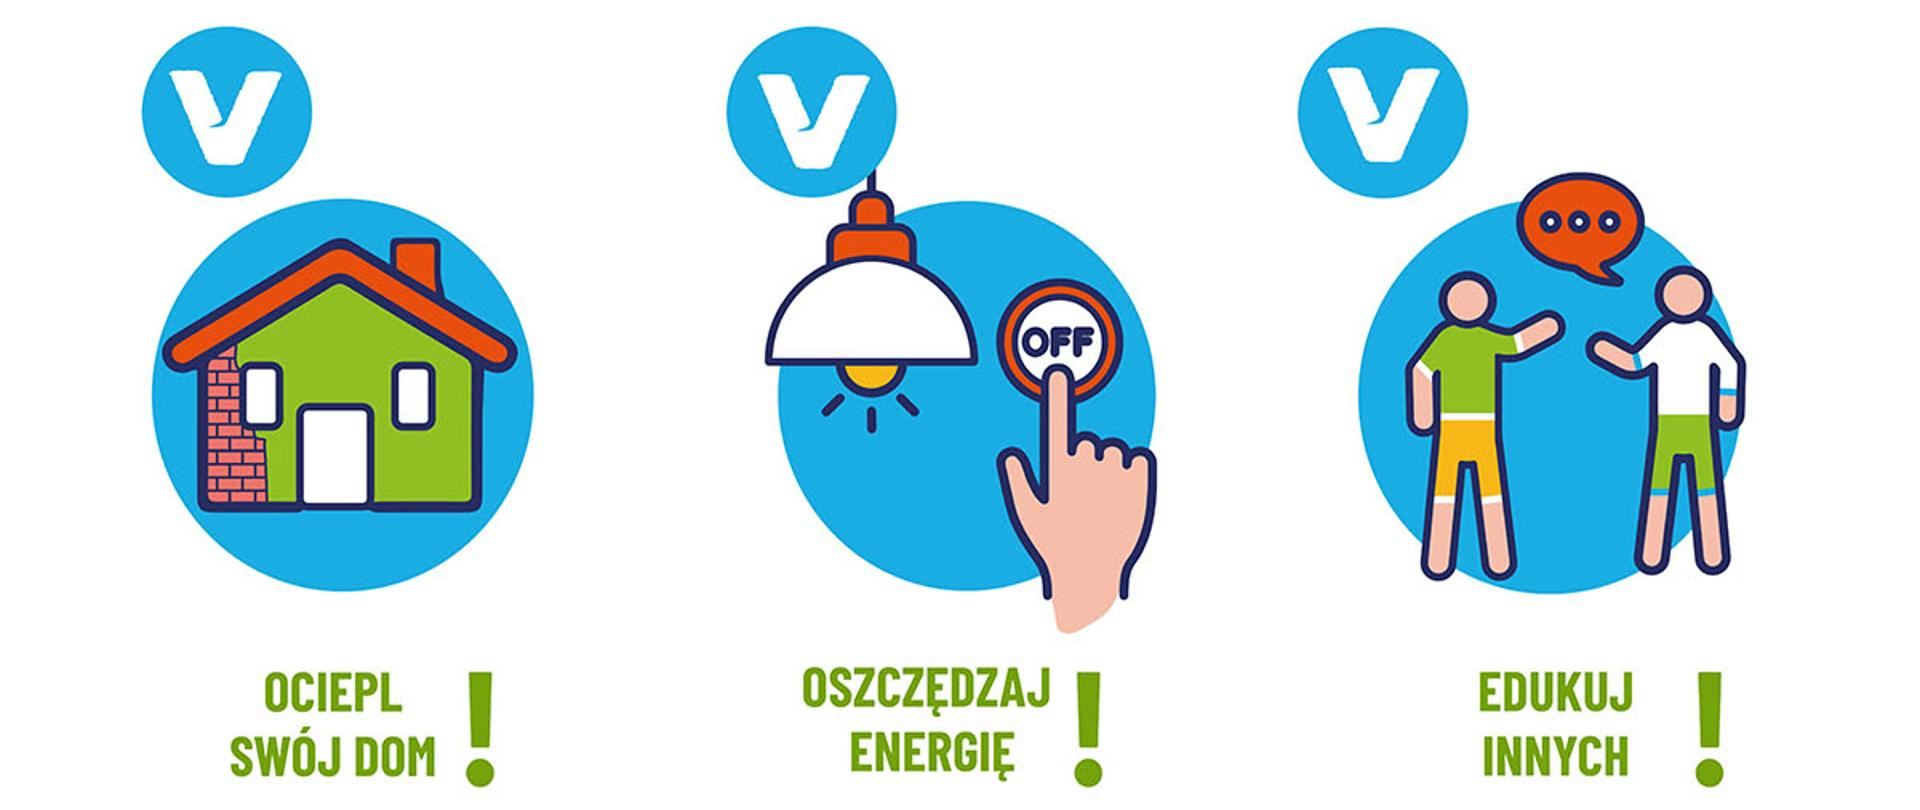 V
OCIEPL
SWÓJ DOM!
V
OFF
OSZCZĘDZAJ
ENERGIĘ!
V
EDUKUJ
INNYCH!